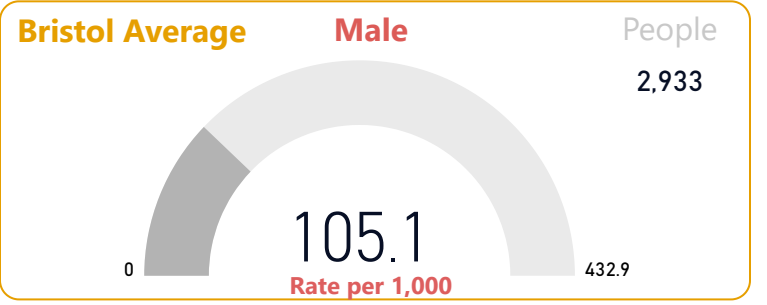 Bristol Average Male People
2,933
105.1
0 432.9
Rate per 1,000